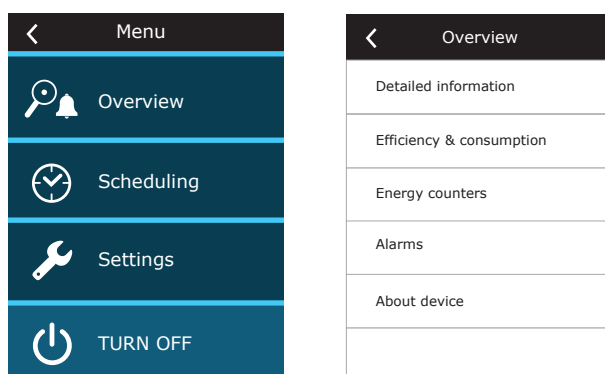 Menu
Overview
Scheduling
Settings
TURN OFF
Overview
Detailed information
Efficiency & consumption
Energy counters
Alarms
About device